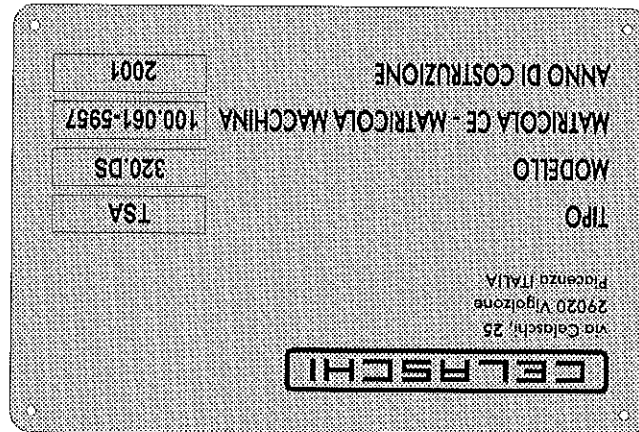 CELASCHI
via Celaschi, 25
29020 Vigolzone
Piacenza ITALIA
TIPO TSA
MODELLO 320.DS
MATRICOLA CE - MATRICOLA MACCHINA 100.061-5957
ANNO DI COSTRUZIONE 2001